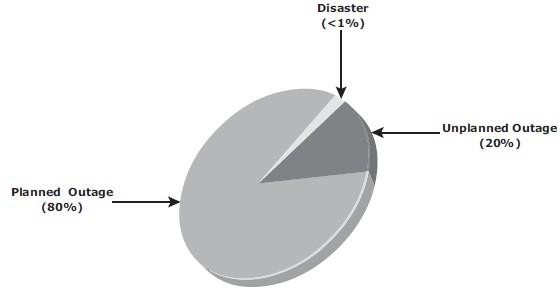 Disaster
(<1%)
Unplanned Outage
(20%)
Planned Outage
(80%)